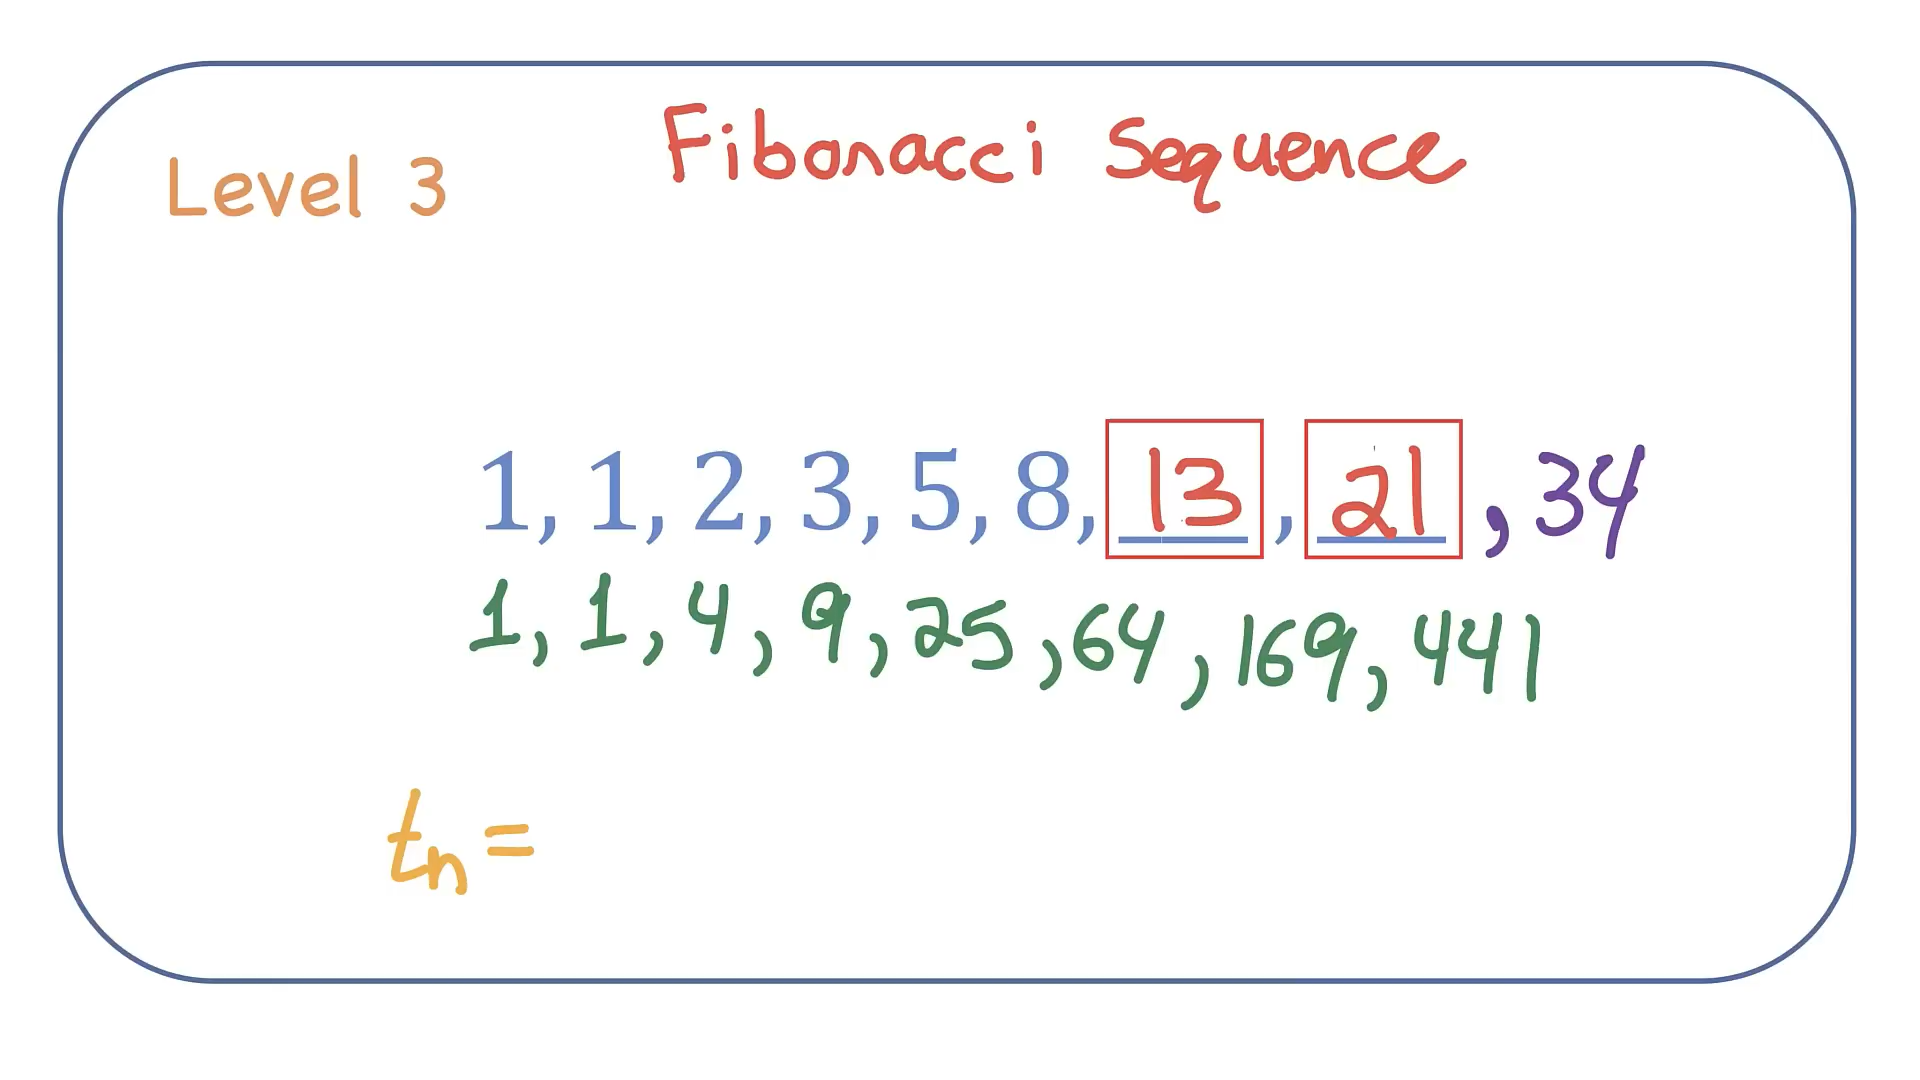 Fibonacci Sequence
Level 3
1, 1, 2, 3, 5, 8, 13, 21, 34
1, 1, 4, 9, 25, 64, 169, 441
tn =